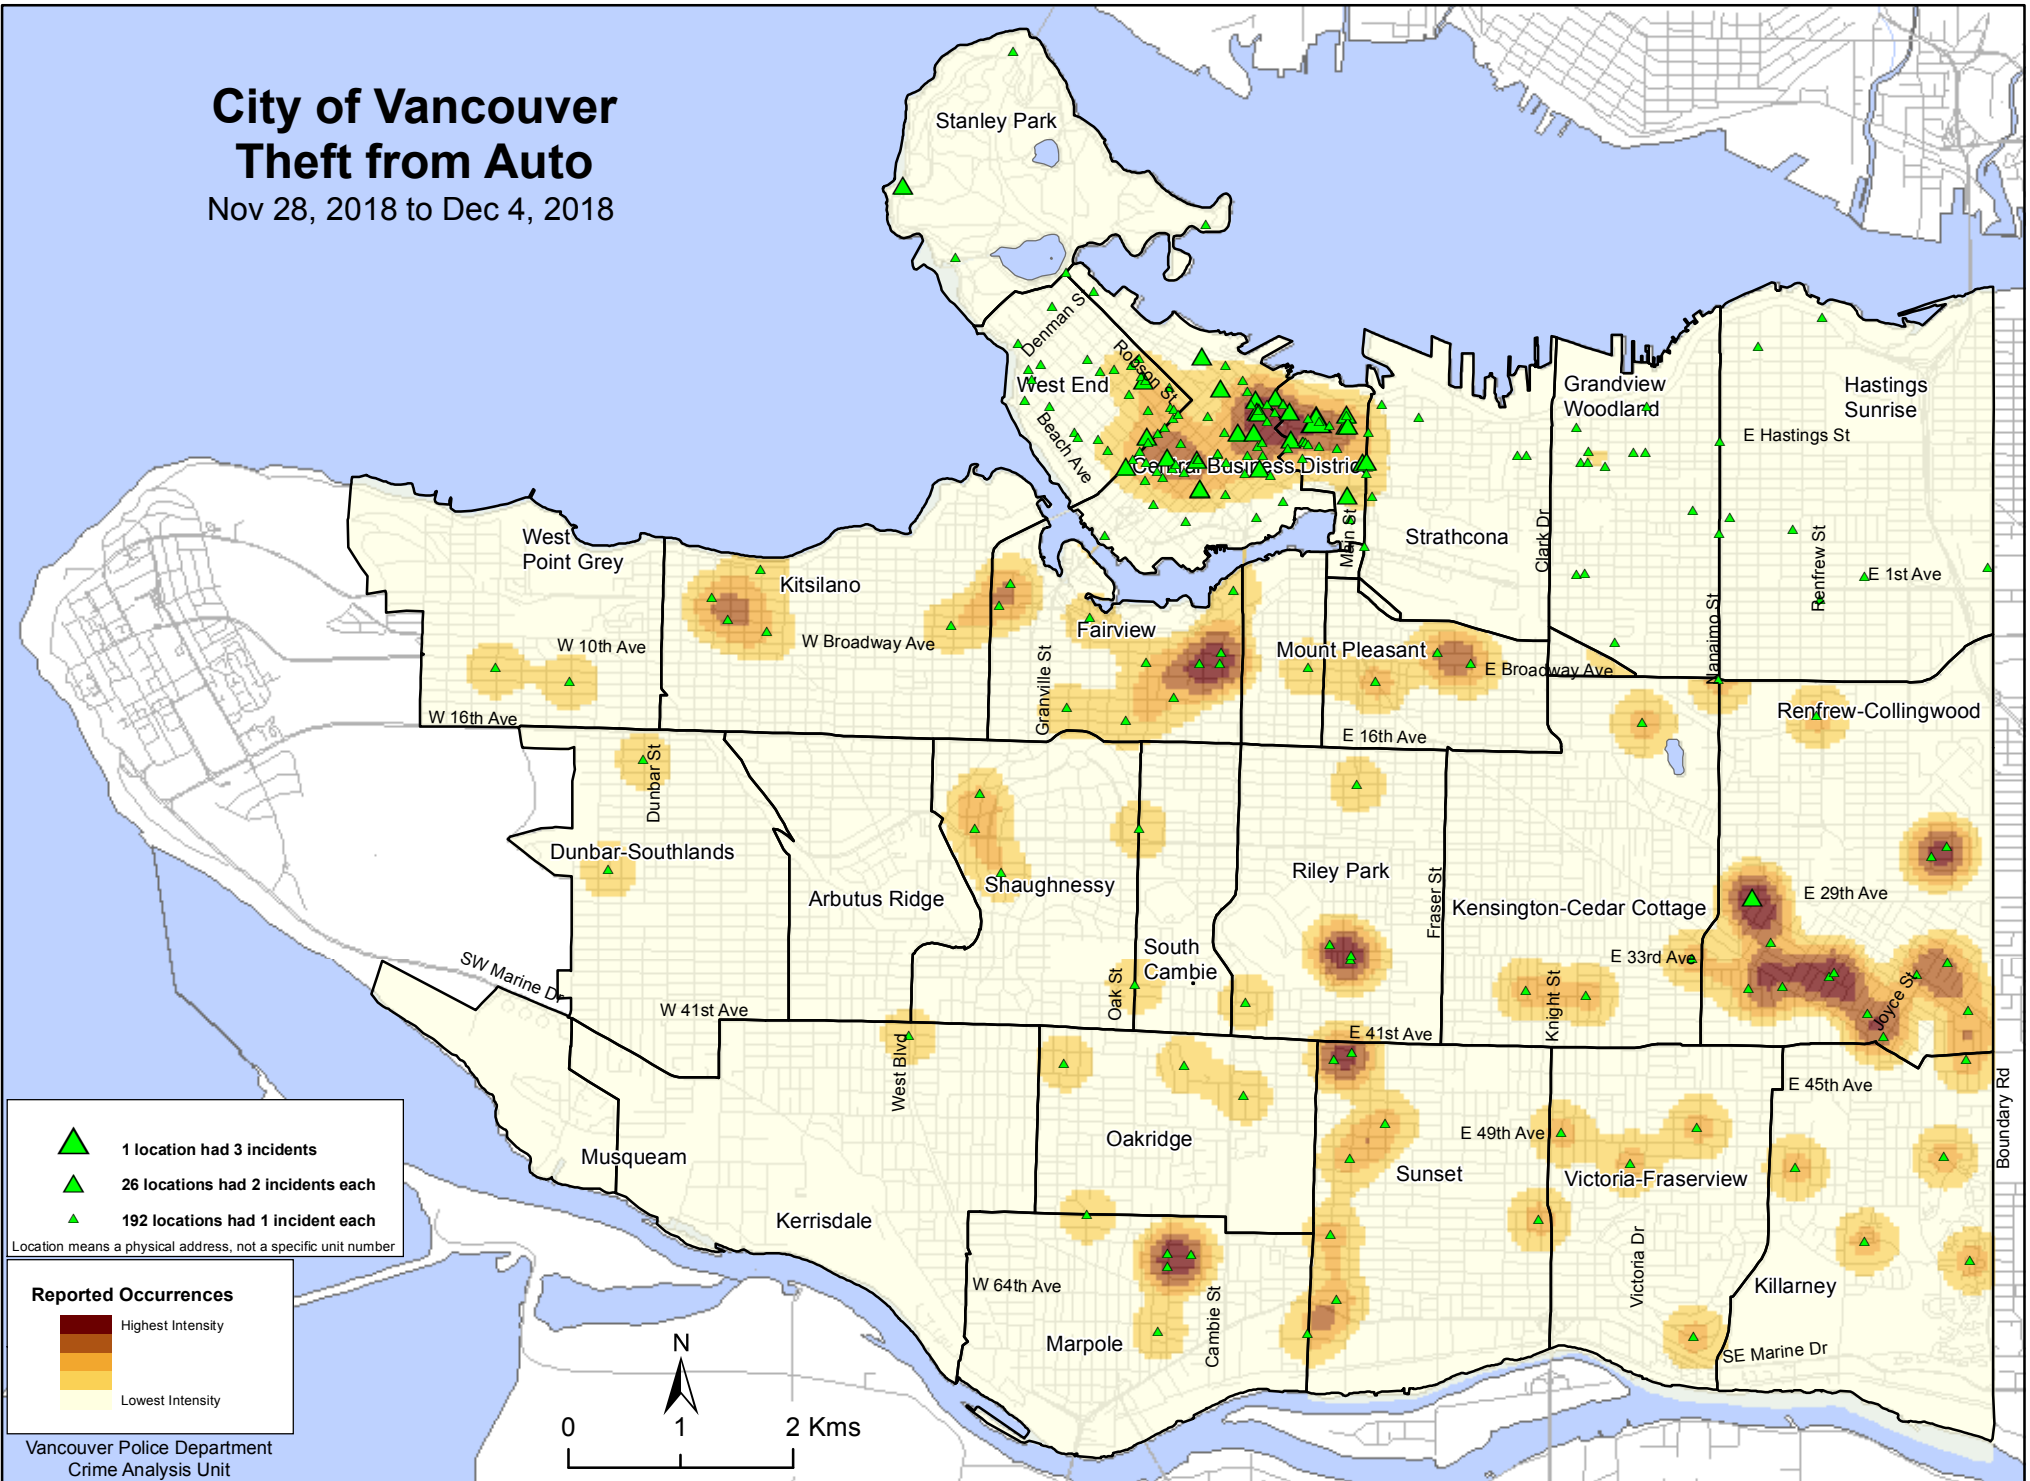 City of Vancouver
Theft from Auto
Nov 28, 2018 to Dec 4, 2018
Stanley Park
Denman St
Robson St
West End
Beach Ave
Central Business District
Grandview
Woodland
Hastings
Sunrise
E Hastings St
West
Point Grey
Kitsilano
Strathcona
Main St
Clark Dr
Renfrew St
E 1st Ave
Nanaimo St
W 10th Ave
W Broadway Ave
Fairview
Granville St
Mount Pleasant
E Broadway Ave
W 16th Ave
E 16th Ave
Renfrew-Collingwood
Dunbar St
Dunbar-Southlands
Arbutus Ridge
Shaughnessy
Riley Park
Fraser St
Kensington-Cedar Cottage
E 29th Ave
South
Cambie
Oak St
E 33rd Ave
Knight St
Joyce St
SW Marine Dr
W 41st Ave
E 41st Ave
West Blvd
E 45th Ave
Boundary Rd
Musqueam
Oakridge
E 49th Ave
Sunset
Victoria-Fraserview
Kerrisdale
Victoria Dr
W 64th Ave
Cambie St
Killarney
Marpole
SE Marine Dr
1 location had 3 incidents
26 locations had 2 incidents each
192 locations had 1 incident each
Location means a physical address, not a specific unit number
Reported Occurrences
Highest Intensity
Lowest Intensity
Vancouver Police Department
Crime Analysis Unit
N
0 1 2 Kms